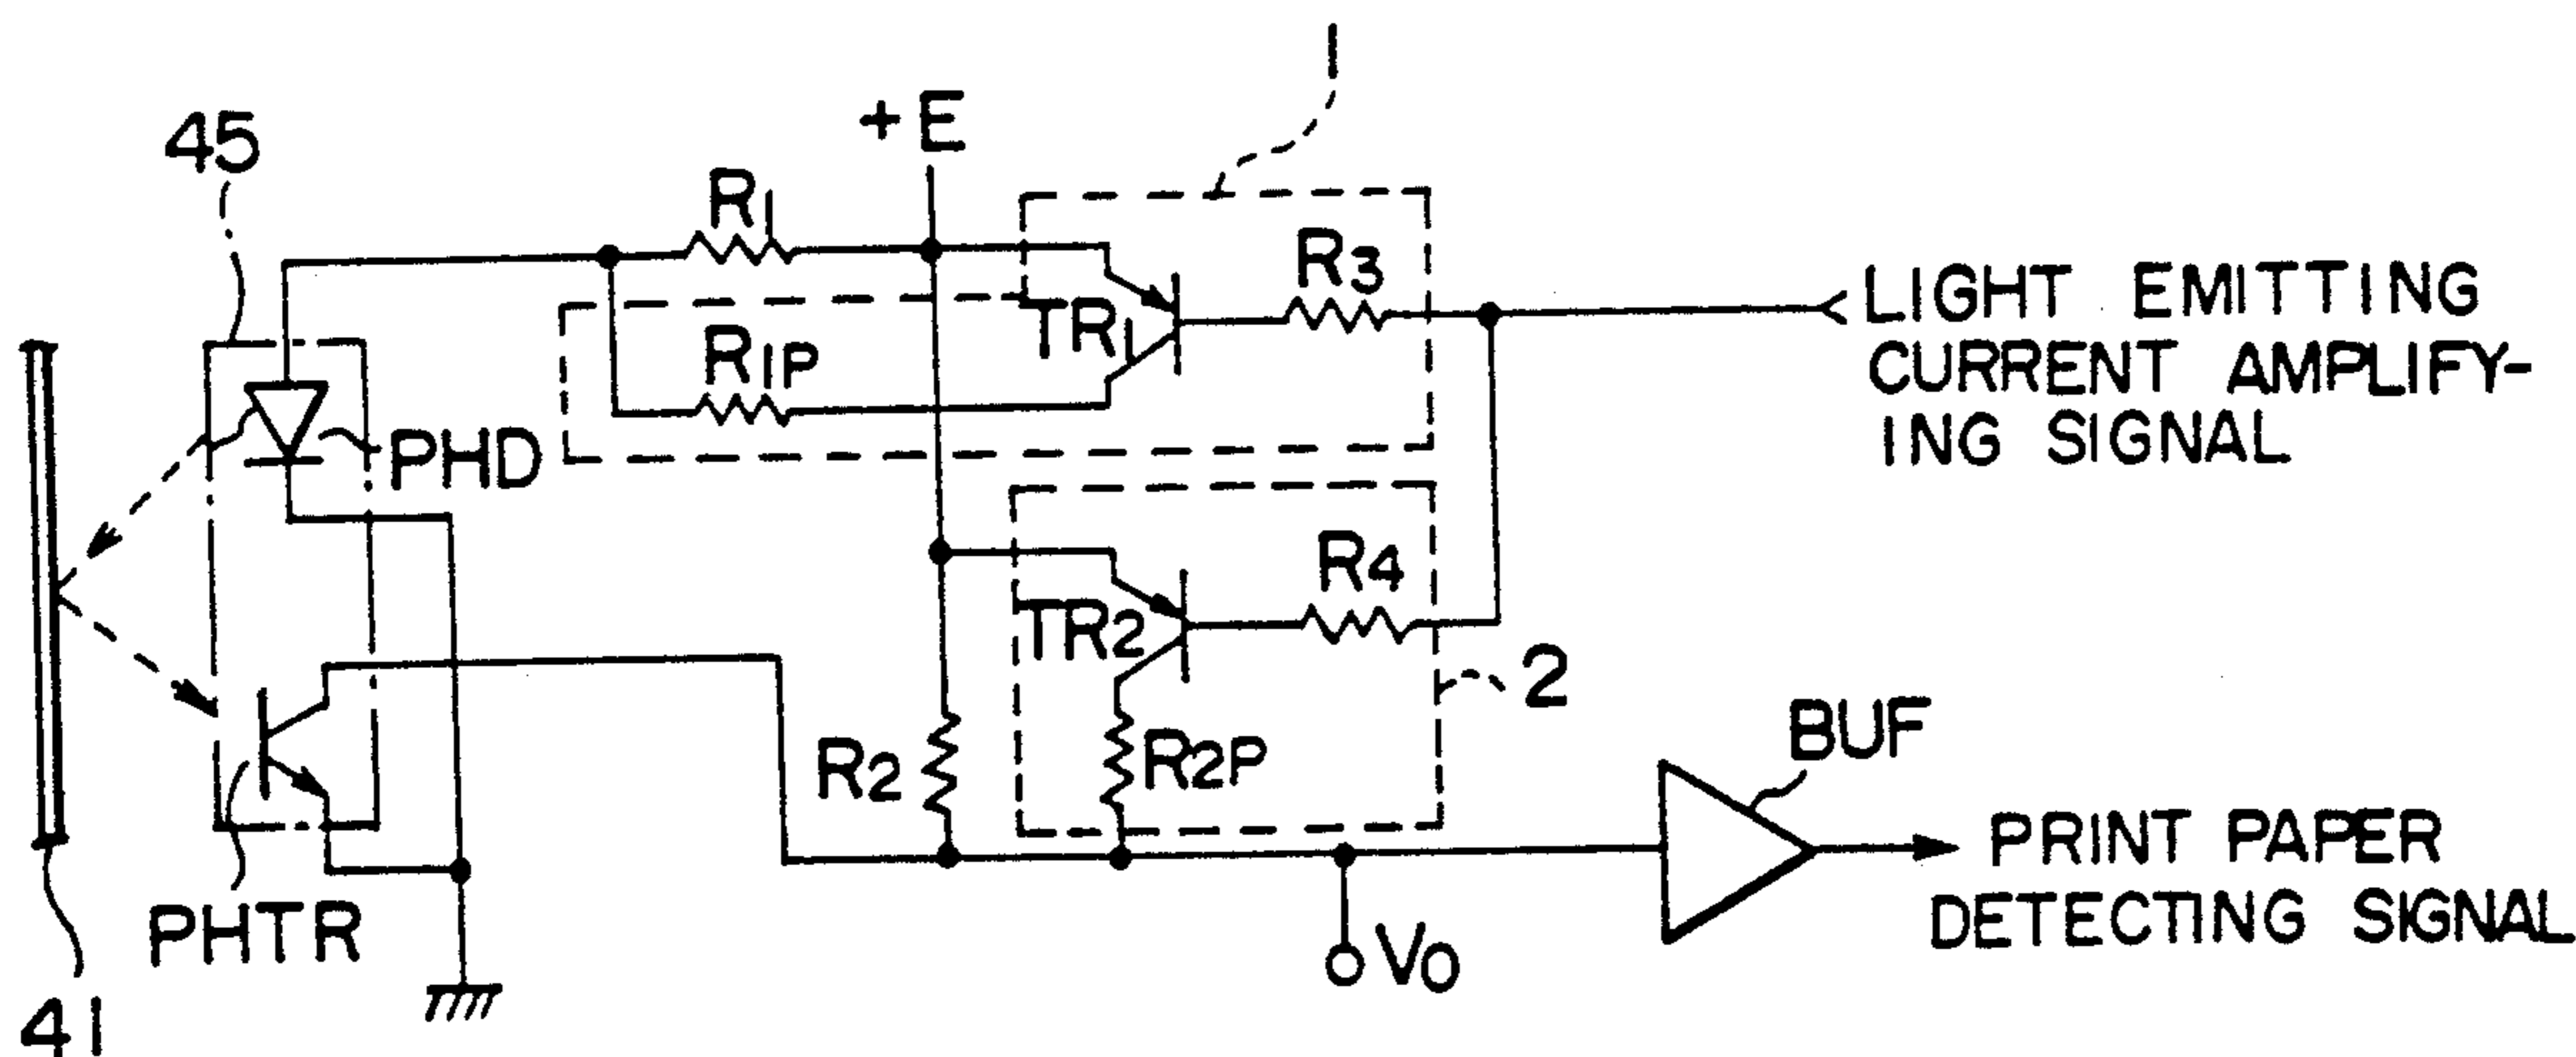 1
45
+E
R1
R3
TR1
R1P
LIGHT EMITTING
CURRENT AMPLIFY-
ING SIGNAL
PHD
R4
TR2
2
R2
R2P
BUF
PRINT PAPER
DETECTING SIGNAL
PHTR
VO
41